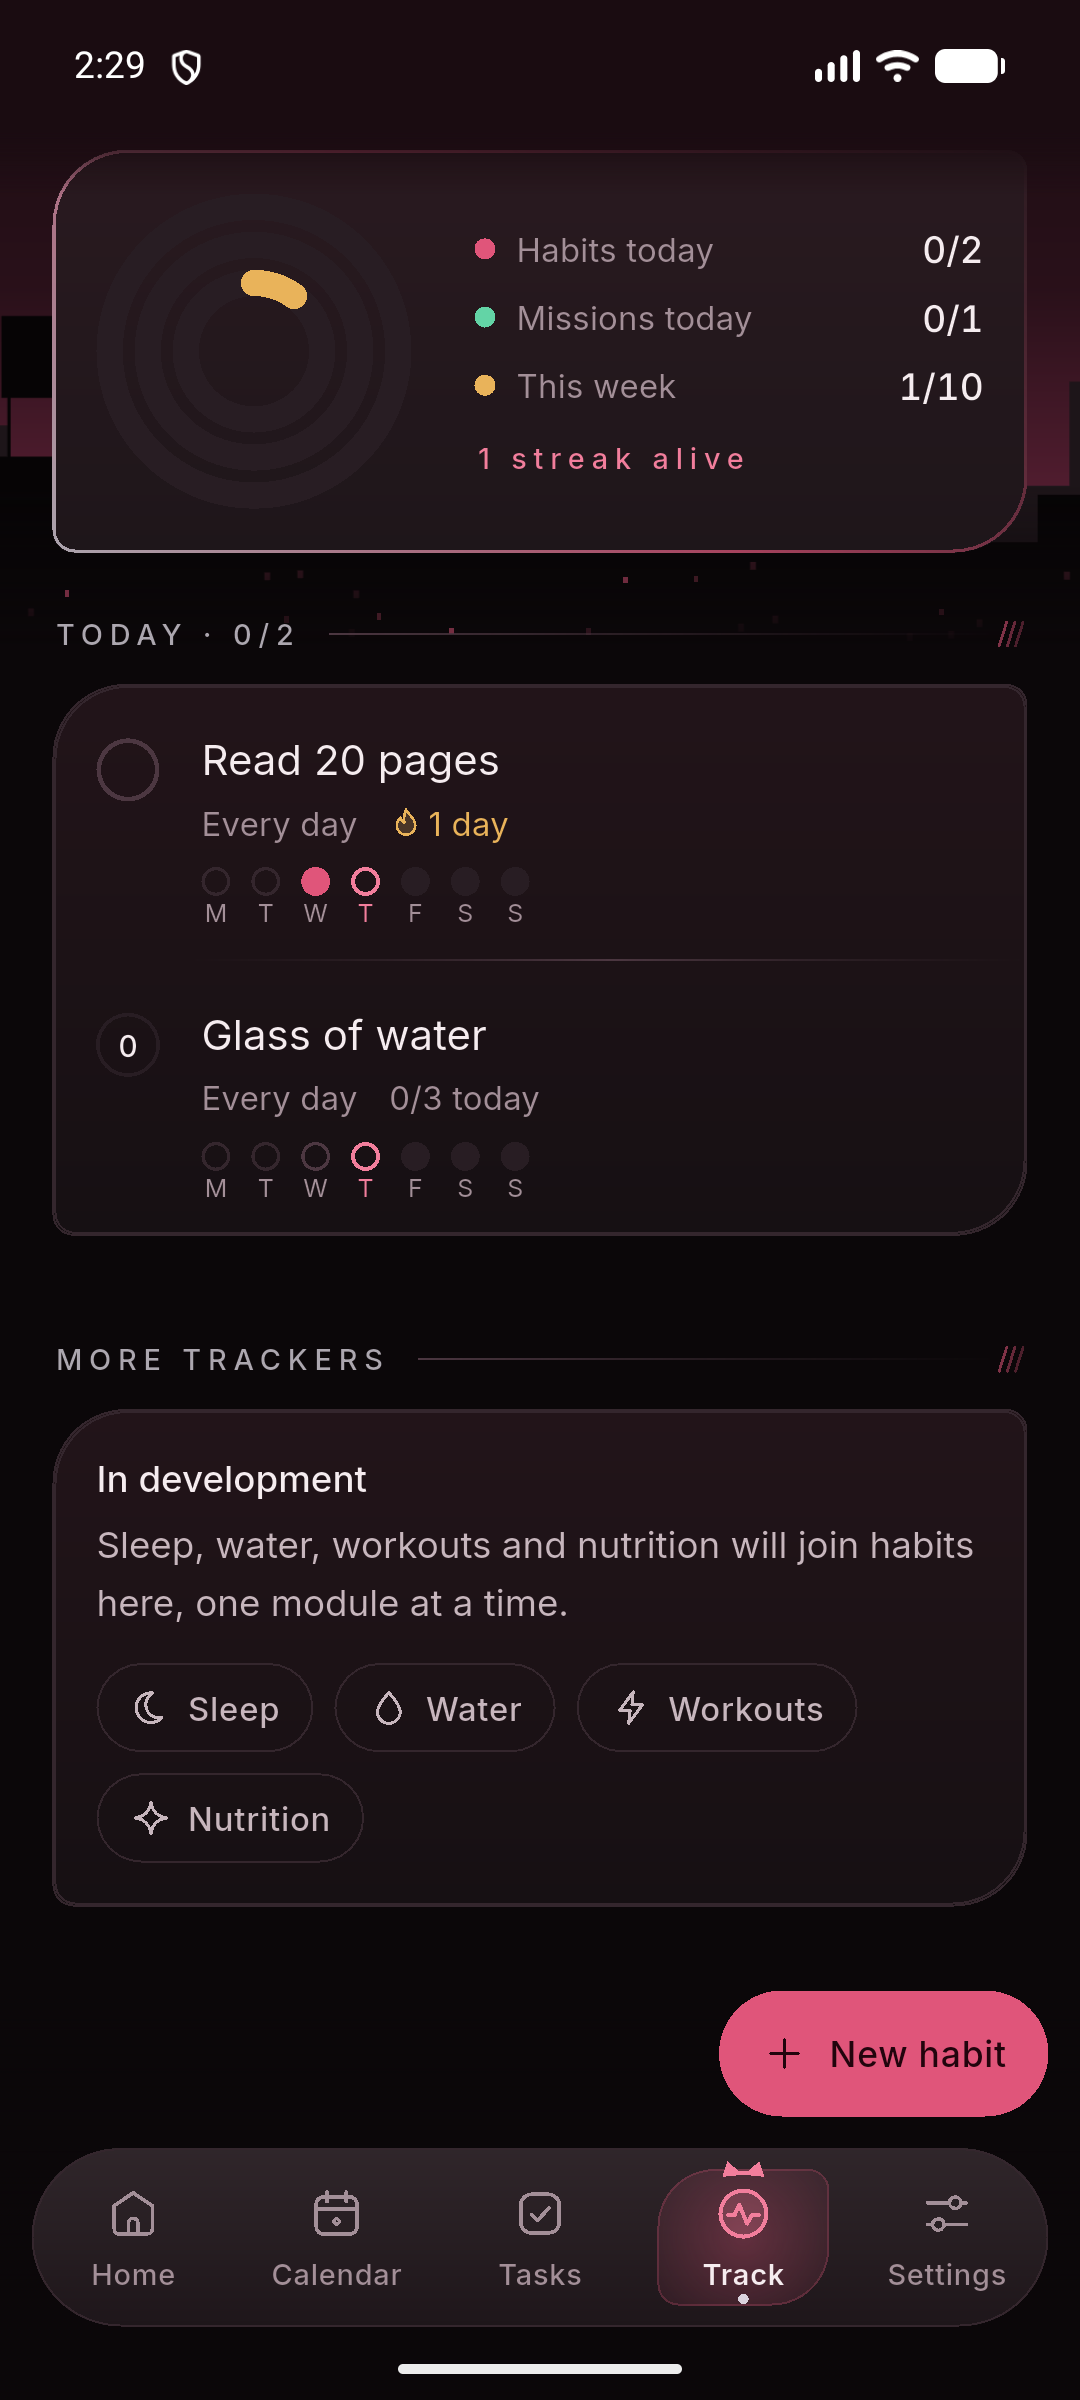 2:29
Habits today 0/2
Missions today 0/1
This week 1/10
1 streak alive
TODAY · 0/2
Read 20 pages
Every day 1 day
M T W T F S S
0 Glass of water
Every day 0/3 today
M T W T F S S
MORE TRACKERS
In development
Sleep, water, workouts and nutrition will join habits
here, one module at a time.
Sleep Water Workouts
Nutrition
+ New habit
Home Calendar Tasks Track Settings